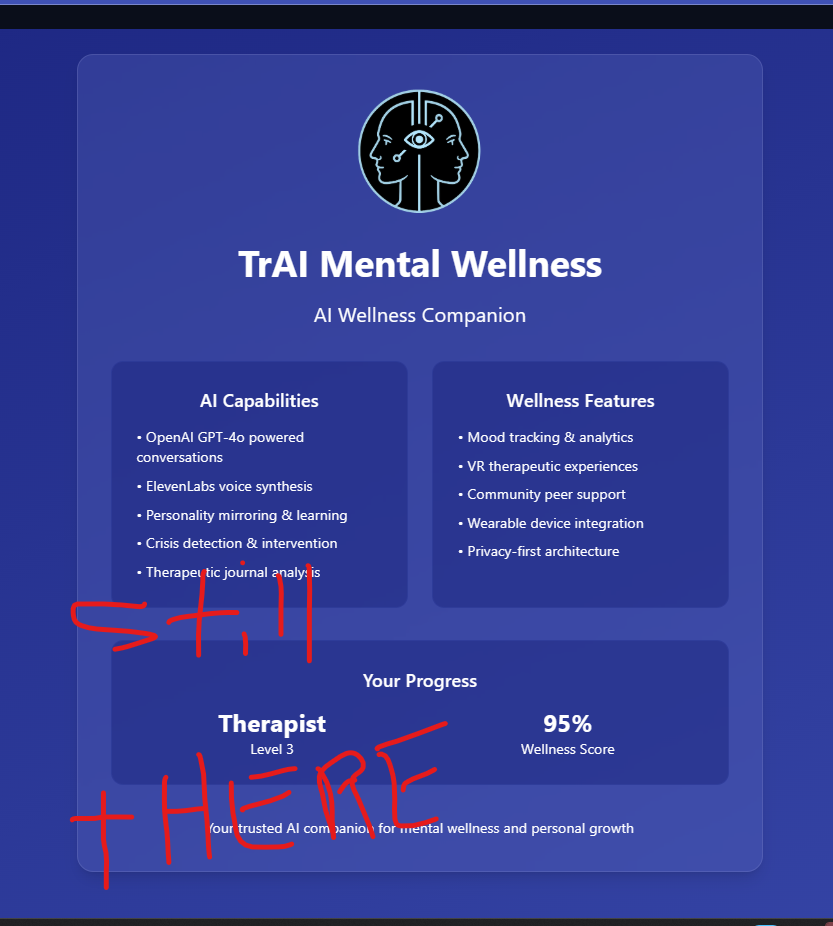 TrAI Mental Wellness
AI Wellness Companion
AI Capabilities
• OpenAI GPT-4o powered
conversations
• ElevenLabs voice synthesis
• Personality mirroring & learning
• Crisis detection & intervention
• Therapeutic journal analysis
Wellness Features
• Mood tracking & analytics
• VR therapeutic experiences
• Community peer support
• Wearable device integration
• Privacy-first architecture
Still
Your Progress
Therapist
Level 3
95%
Wellness Score
+ HERE
Your trusted AI companion for mental wellness and personal growth